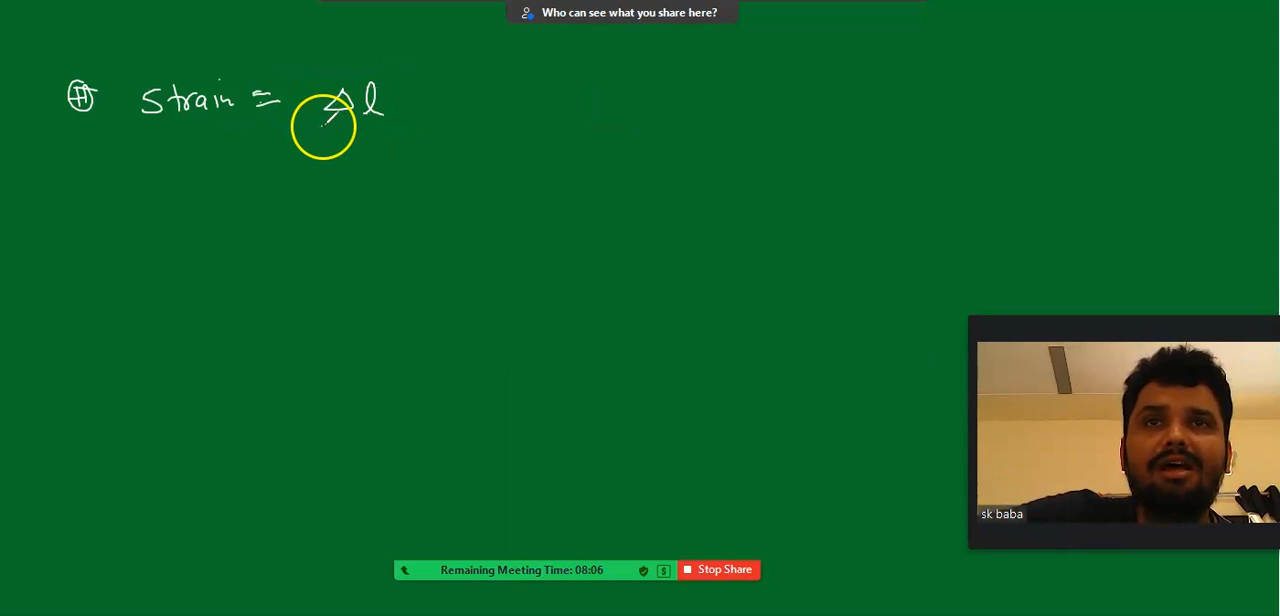 Who can see what you share here?
Strain = Δl
sk baba
Remaining Meeting Time: 08:06
Stop Share